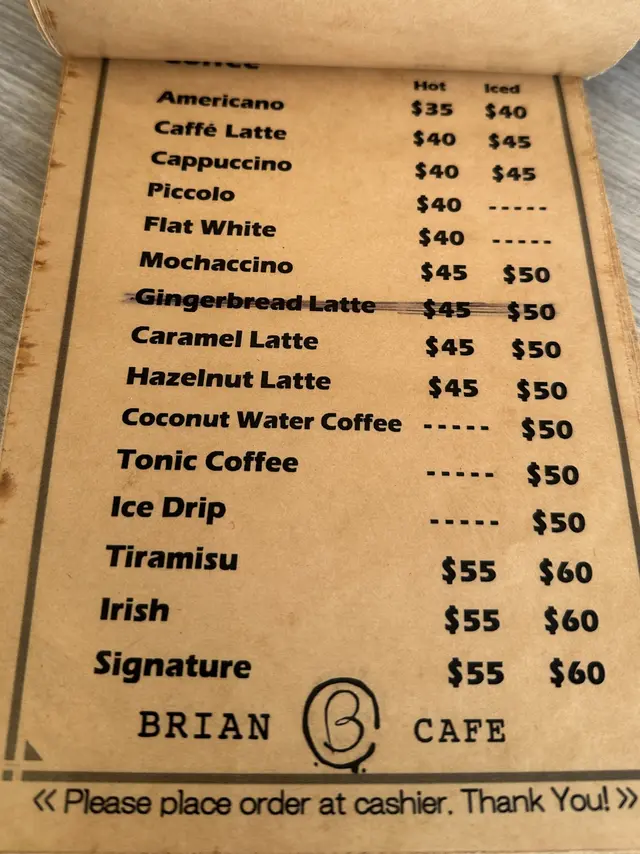 Coffee
Hot Iced
Americano $35 $40
Caffé Latte $40 $45
Cappuccino $40 $45
Piccolo $40 -----
Flat White $40 -----
Mochaccino $45 $50
Gingerbread Latte $45 $50
Caramel Latte $45 $50
Hazelnut Latte $45 $50
Coconut Water Coffee ----- $50
Tonic Coffee ----- $50
Ice Drip ----- $50
Tiramisu $55 $60
Irish $55 $60
Signature $55 $60
BRIAN B CAFE
« Please place order at cashier. Thank You! »